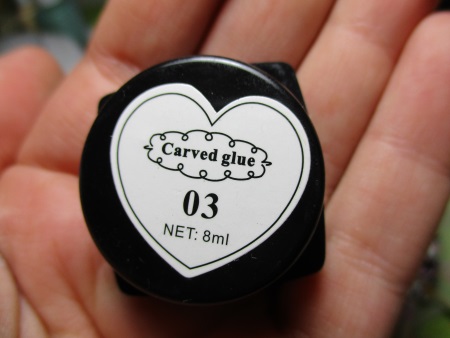 Carved glue
03
NET: 8ml